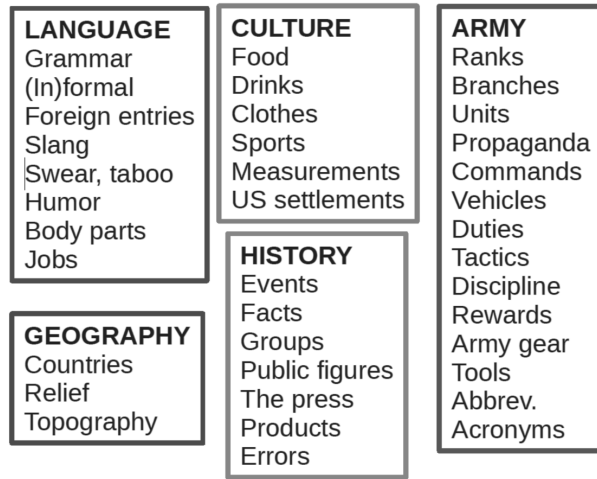 LANGUAGE
Grammar
(In)formal
Foreign entries
Slang
Swear, taboo
Humor
Body parts
Jobs
GEOGRAPHY
Countries
Relief
Topography
CULTURE
Food
Drinks
Clothes
Sports
Measurements
US settlements
HISTORY
Events
Facts
Groups
Public figures
The press
Products
Errors
ARMY
Ranks
Branches
Units
Propaganda
Commands
Vehicles
Duties
Tactics
Discipline
Rewards
Army gear
Tools
Abbrev.
Acronyms